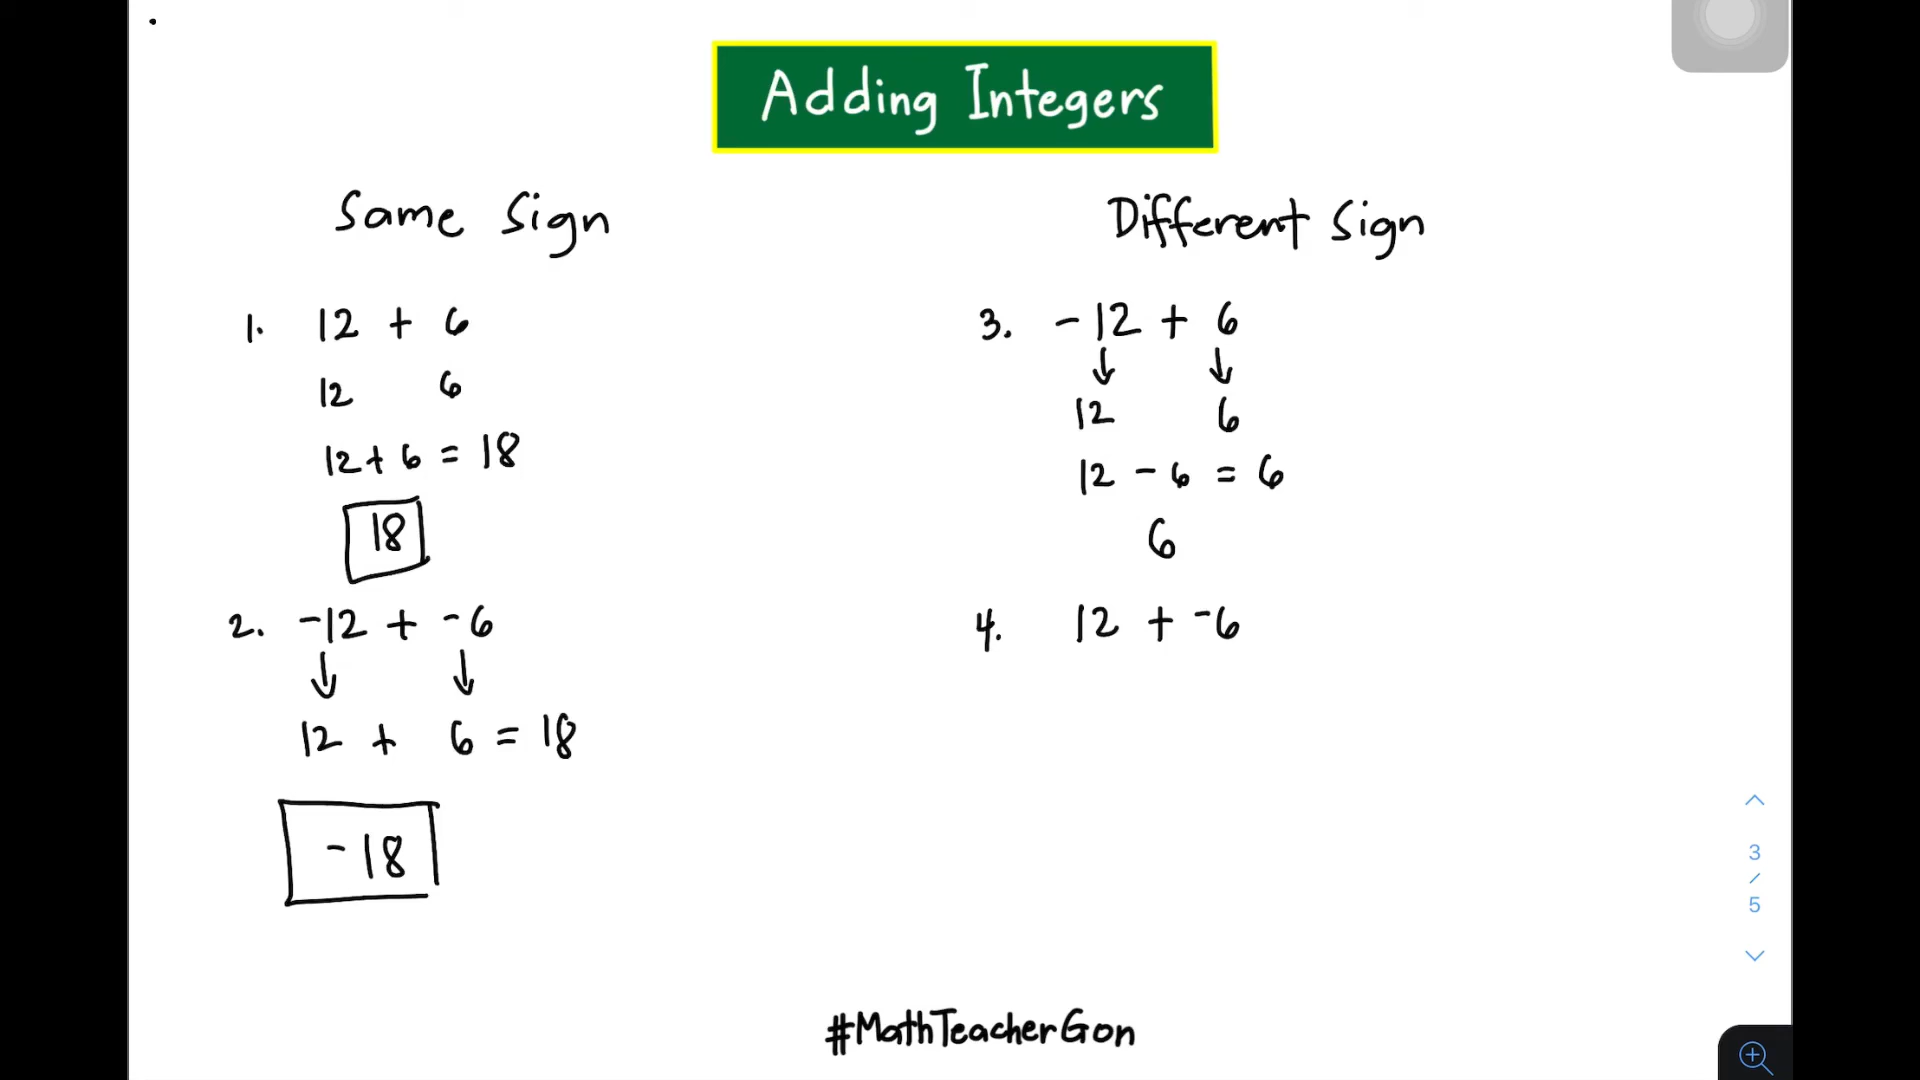 Adding Integers
Same Sign
1. 12 + 6
12 6
12 + 6 = 18
18
2. -12 + -6
↓ ↓
12 + 6 = 18
-18
Different Sign
3. -12 + 6
↓ ↓
12 6
12 - 6 = 6
6
4. 12 + -6
3
/
5
#MathTeacherGon